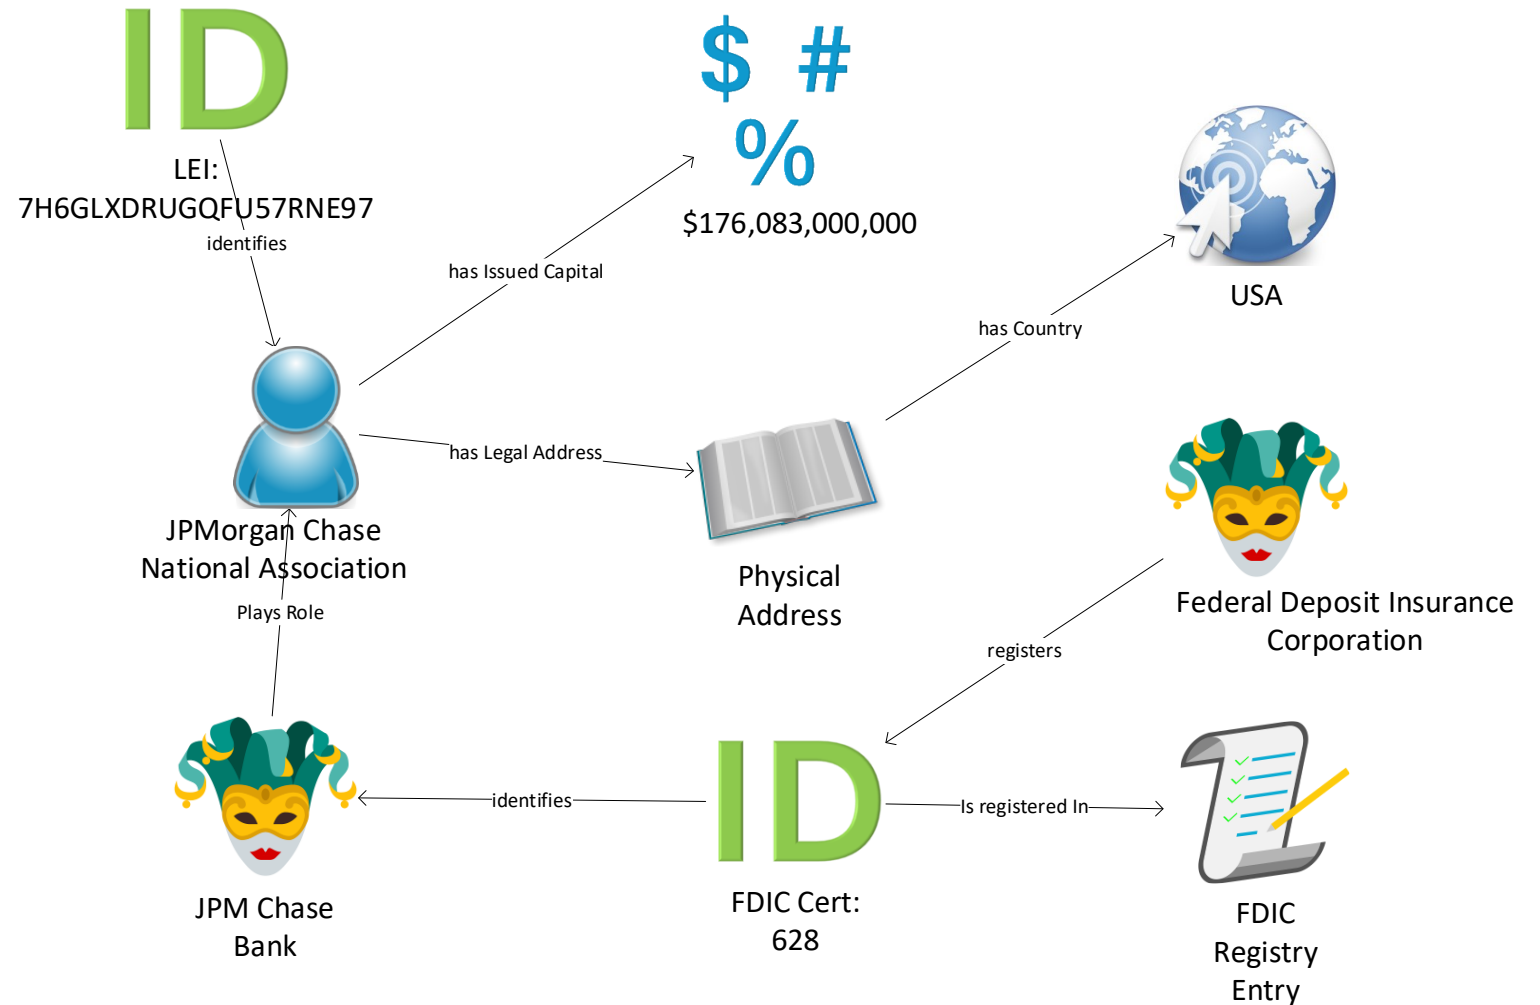 ID
$ #
%
LEI:
7H6GLXDRUGQFU57RNE97
identifies
$176,083,000,000
has Issued Capital
USA
has Country
has Legal Address
JPMorgan Chase
National Association
Physical
Address
Plays Role
Federal Deposit Insurance
Corporation
registers
identifies
ID
Is registered In
JPM Chase
Bank
FDIC Cert:
628
FDIC
Registry
Entry